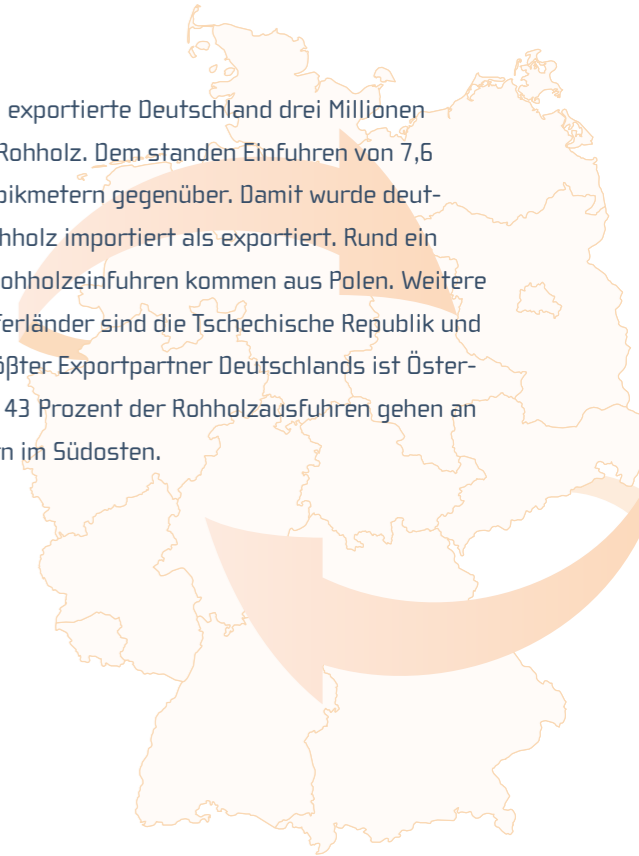 exportierte Deutschland drei Millionen
Rohholz. Dem standen Einfuhren von 7,6
bikmetern gegenüber. Damit wurde deut-
hholz importiert als exportiert. Rund ein
ohholzeinfuhren kommen aus Polen. Weitere
ferländer sind die Tschechische Republik und
ößter Exportpartner Deutschlands ist Öster-
43 Prozent der Rohholzausfuhren gehen an
rn im Südosten.